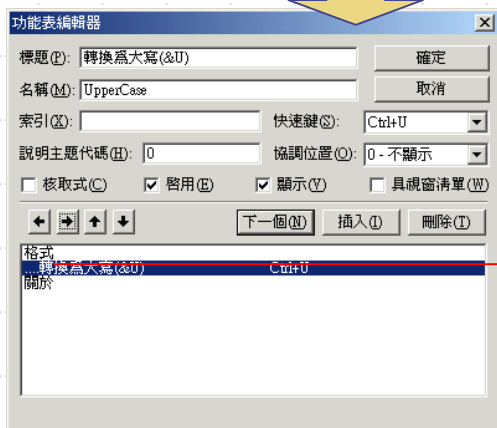 功能表編輯器
標題(P): 轉換爲大寫(&U) 確定
名稱(M): UpperCase 取消
索引(X): 快速鍵(S): Ctrl+U
說明主題代碼(H): 0 協調位置(O): 0 - 不顯示
核取式(C) 啓用(E) 顯示(V) 具視窗清單(W)
下一個(N) 插入(I) 刪除(T)
格式
....轉換爲大寫(&U) Ctrl+U
關於